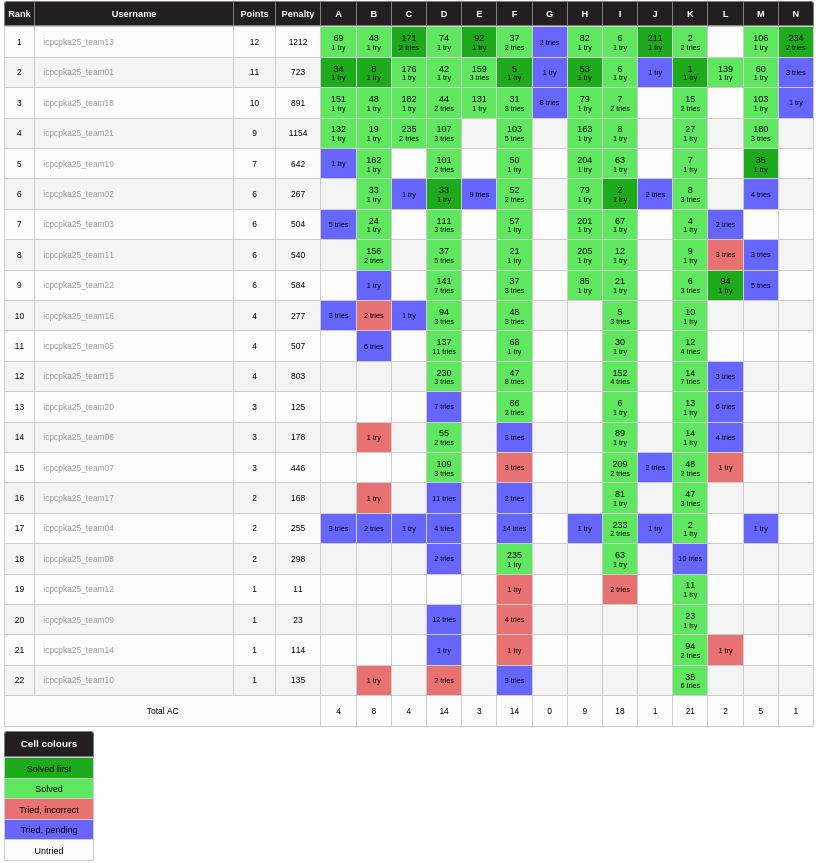 Rank Username Points Penalty A B C D E F G H I J K L M N
1 icpcpka25_team13 12 1212 69 48 171 74 92 37 2 tries 82 6 211 2 106 234
1 try 1 try 2 tries 1 try 1 try 2 tries 1 try 1 try 1 try 2 tries 1 try 2 tries
2 icpcpka25_team01 11 723 34 8 176 42 159 5 1 try 53 6 1 try 1 139 60 3 tries
1 try 1 try 1 try 1 try 3 tries 1 try 1 try 1 try 1 try 1 try 1 try
3 icpcpka25_team18 10 891 151 48 182 44 131 31 8 tries 79 7 15 103 1 try
1 try 1 try 1 try 2 tries 1 try 3 tries 1 try 2 tries 2 tries 1 try
4 icpcpka25_team21 9 1154 132 19 235 107 103 163 8 27 180
1 try 1 try 2 tries 3 tries 5 tries 1 try 1 try 1 try 3 tries
5 icpcpka25_team19 7 642 1 try 162 101 50 204 63 7 35
1 try 2 tries 1 try 1 try 1 try 1 try 1 try
6 icpcpka25_team02 6 267 33 1 try 33 9 tries 52 79 2 2 tries 8 4 tries
1 try 1 try 2 tries 1 try 1 try 3 tries
7 icpcpka25_team03 6 504 5 tries 24 111 57 201 67 4 2 tries
1 try 3 tries 1 try 1 try 1 try 1 try
8 icpcpka25_team11 6 540 156 37 21 205 12 9 3 tries 3 tries
2 tries 5 tries 1 try 1 try 1 try 1 try
9 icpcpka25_team22 6 584 1 try 141 37 85 21 6 94 5 tries
7 tries 3 tries 1 try 1 try 3 tries 1 try
10 icpcpka25_team16 4 277 3 tries 2 tries 1 try 94 48 5 10
3 tries 3 tries 3 tries 1 try
11 icpcpka25_team05 4 507 6 tries 137 68 30 12
11 tries 1 try 1 try 4 tries
12 icpcpka25_team15 4 803 230 47 152 14 3 tries
3 tries 8 tries 4 tries 7 tries
13 icpcpka25_team20 3 125 7 tries 86 6 13 6 tries
2 tries 1 try 1 try
14 icpcpka25_team06 3 178 1 try 55 3 tries 89 14 4 tries
2 tries 1 try 1 try
15 icpcpka25_team07 3 446 109 3 tries 209 2 tries 48 1 try
3 tries 2 tries 2 tries
16 icpcpka25_team17 2 168 1 try 11 tries 2 tries 81 47
1 try 3 tries
17 icpcpka25_team04 2 255 3 tries 2 tries 1 try 4 tries 14 tries 1 try 233 1 try 2 1 try
2 tries 1 try
18 icpcpka25_team08 2 298 2 tries 235 63 10 tries
1 try 1 try
19 icpcpka25_team12 1 11 1 try 2 tries 11
1 try
20 icpcpka25_team09 1 23 12 tries 4 tries 23
1 try
21 icpcpka25_team14 1 114 1 try 1 try 94 1 try
2 tries
22 icpcpka25_team10 1 135 1 try 2 tries 3 tries 35
6 tries
Total AC 4 8 4 14 3 14 0 9 18 1 21 2 5 1
Cell colours
Solved first
Solved
Tried, incorrect
Tried, pending
Untried